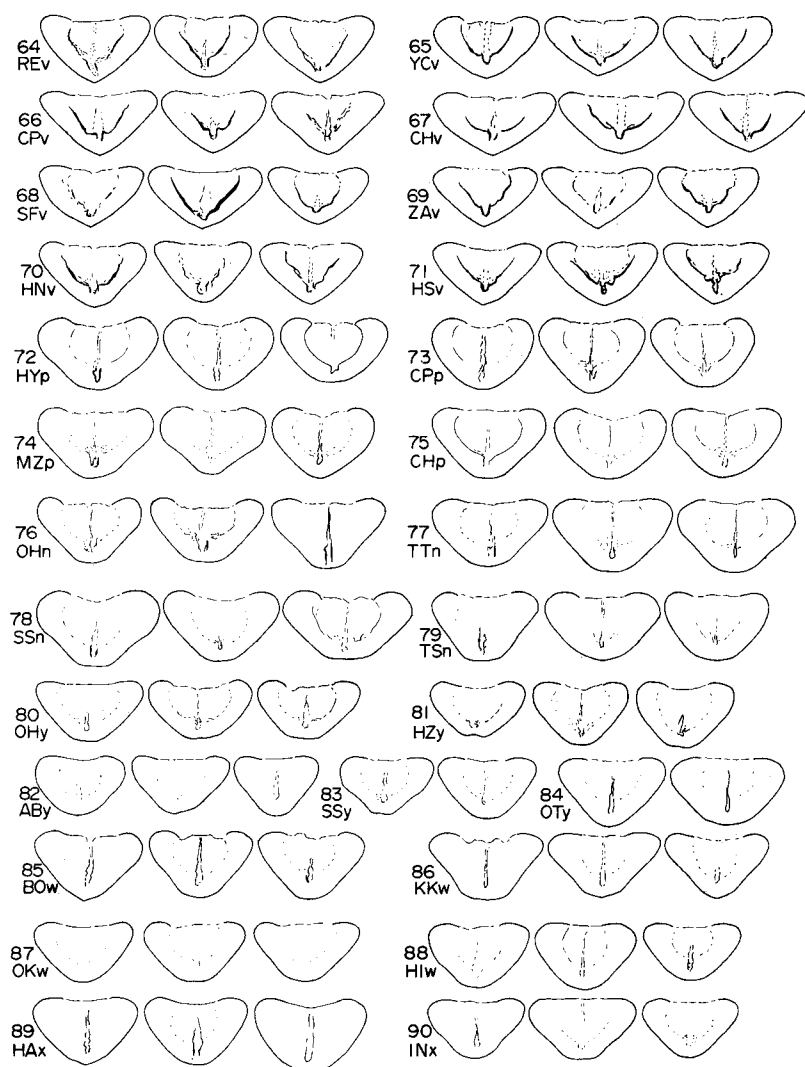 64
REv
65
YCv
66
CPv
67
CHv
68
SFv
69
ZAv
70
HNv
71
HSv
72
HYp
73
CPp
74
MZp
75
CHp
76
OHn
77
TTn
78
SSn
79
TSn
80
OHy
81
HZy
82
ABy
83
SSy
84
OTy
85
BOw
86
KKw
87
OKw
88
HIw
89
HAx
90
INx